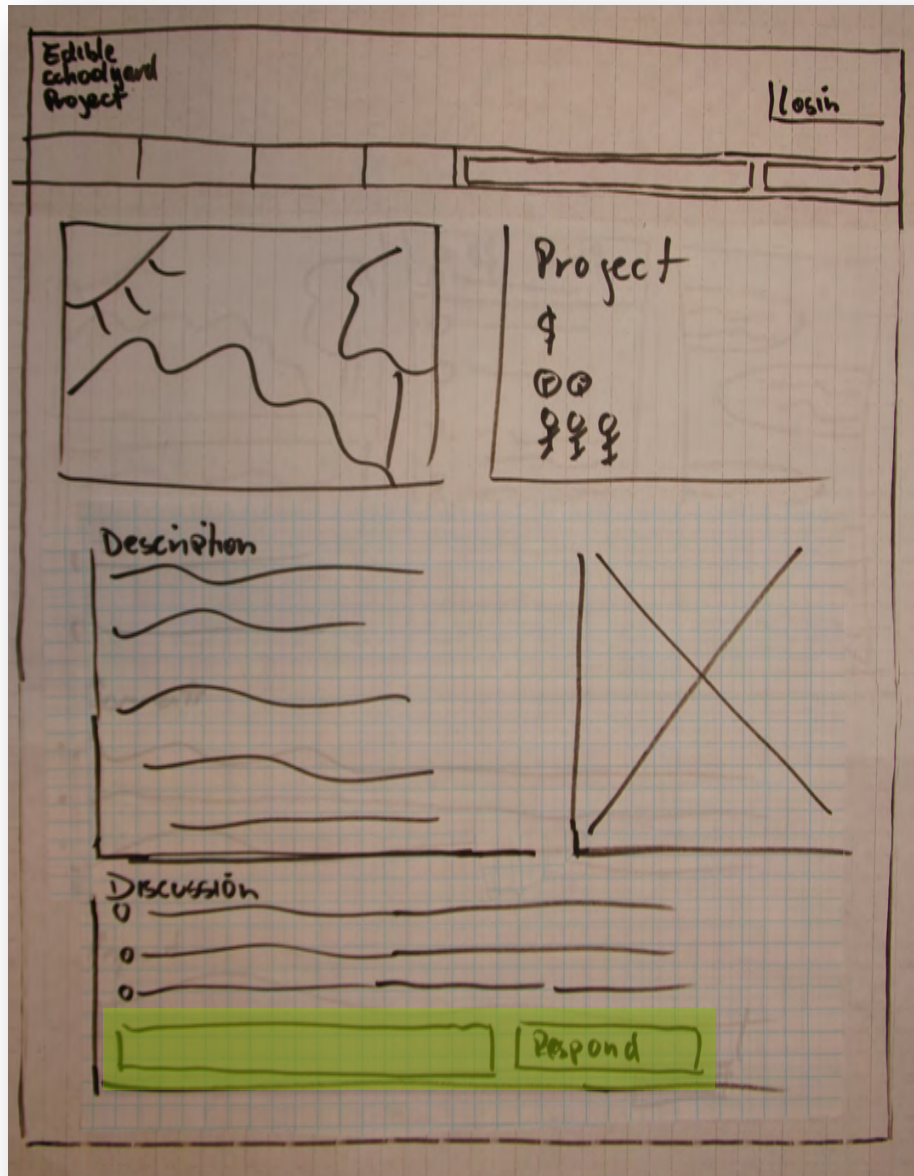 Edible
schoolyard
Project
Login
Project
$
Description
Discussion
Respond